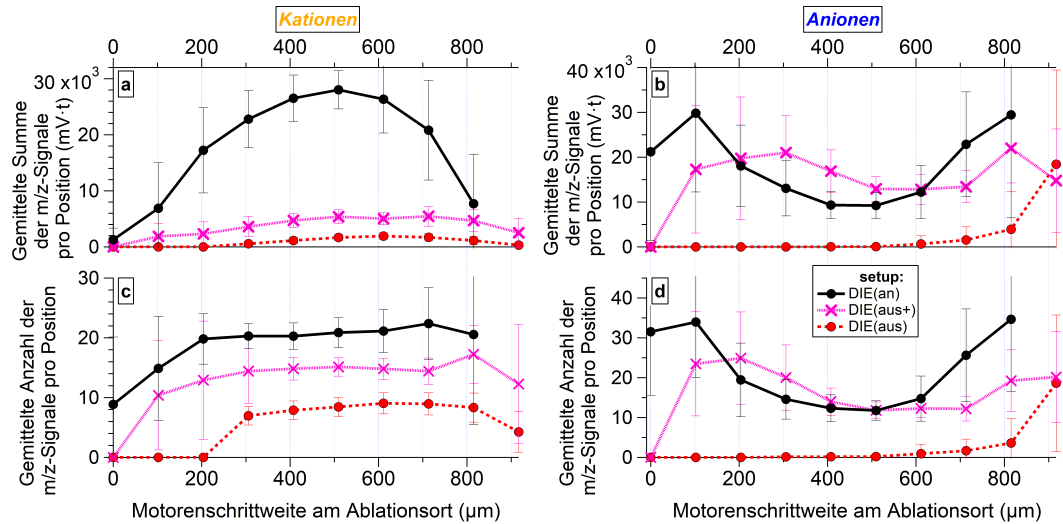 Kationen
Anionen
0 200 400 600 800
0 200 400 600 800
Gemittelte Summe
der m/z-Signale
pro Position (mV·t)
30 x10³
20
10
0
a
Gemittelte Summe
der m/z-Signale
pro Position (mV·t)
40 x10³
30
20
10
0
b
Gemittelte Anzahl der
m/z-Signale pro Position
30
20
10
0
c
Gemittelte Anzahl der
m/z-Signale pro Position
40
30
20
10
0
d
setup:
DIE(an)
DIE(aus+)
DIE(aus)
0 200 400 600 800
Motorenschrittweite am Ablationsort (µm)
0 200 400 600 800
Motorenschrittweite am Ablationsort (µm)